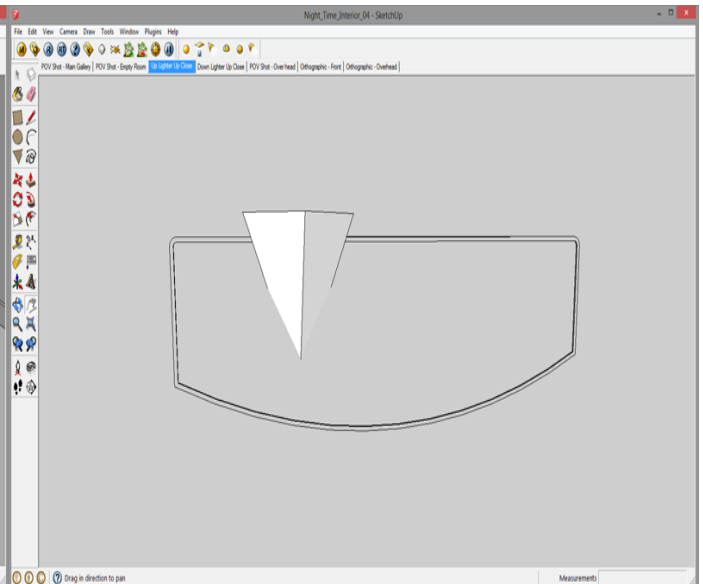 Night_Time_Interior_04 - SketchUp
File Edit View Camera Draw Tools Window Plugins Help
M R RT
POV Shot - Main Gallery POV Shot - Empty Room Up Lighter Up Close Down Lighter Up Close POV Shot - Overhead Orthographic - Front Orthographic - Overhead
Drag in direction to pan Measurements